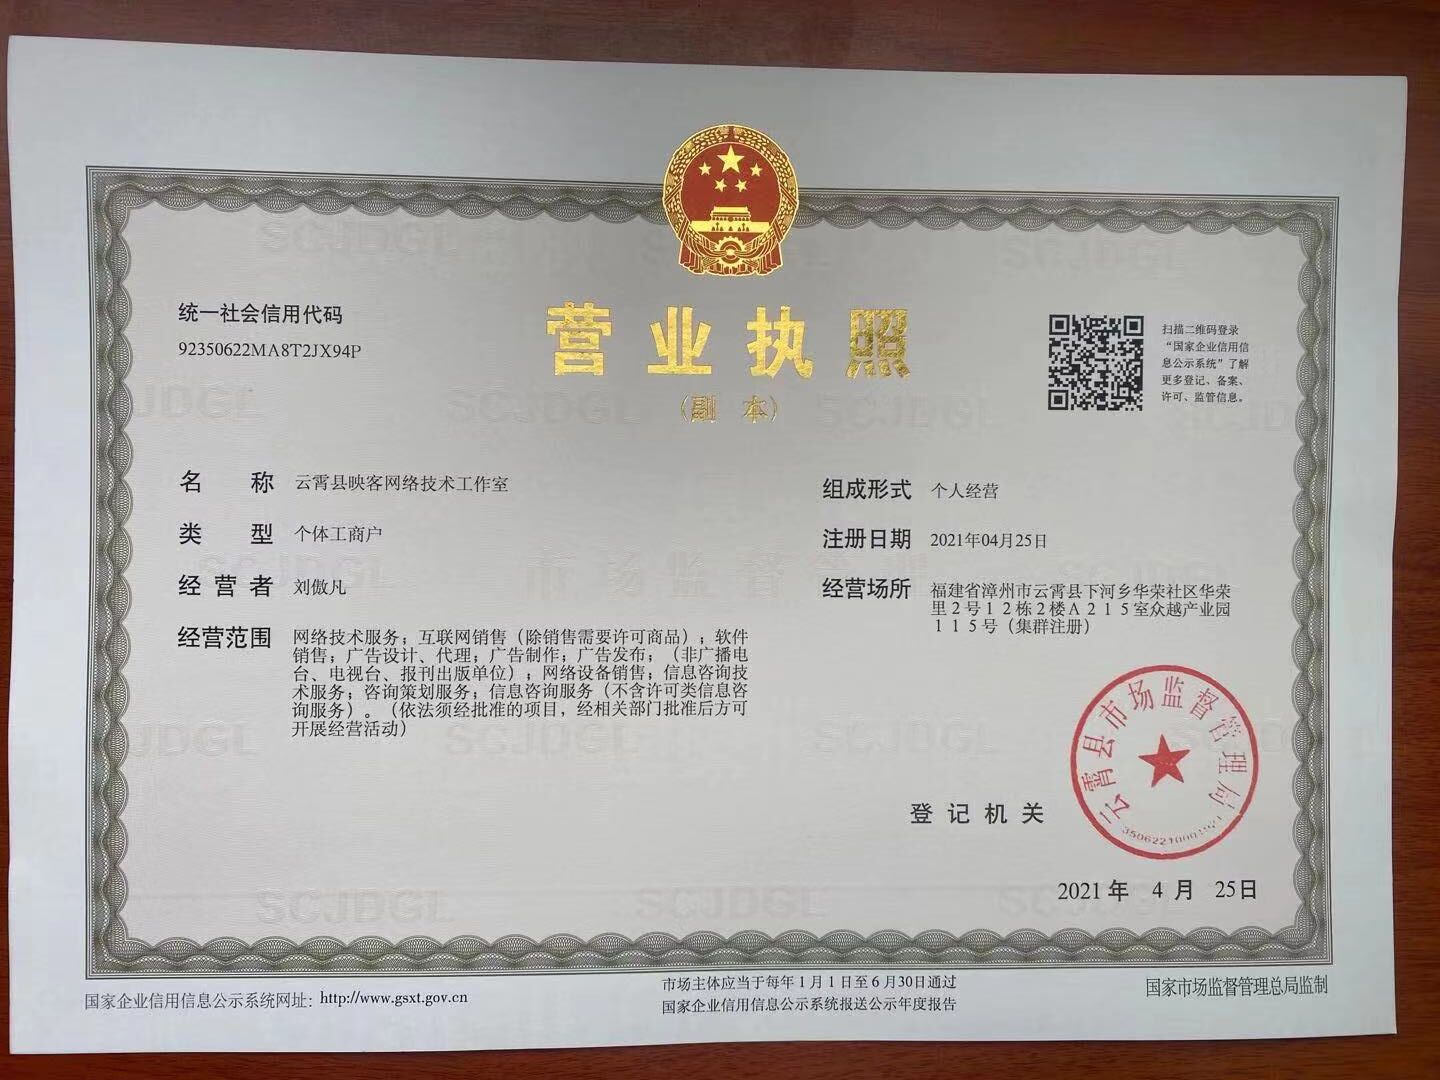 统一社会信用代码
92350622MA8T2JX94P
营业执照
（副 本）
扫描二维码登录
“国家企业信用信
息公示系统”了解
更多登记、备案、
许可、监管信息。
名 称 云霄县映客网络技术工作室
类 型 个体工商户
经营者 刘傲凡
经营范围 网络技术服务；互联网销售（除销售需要许可商品）；软件
销售；广告设计、代理；广告制作；广告发布；（非广播电
台、电视台、报刊出版单位）；网络设备销售；信息咨询技
术服务；咨询策划服务；信息咨询服务（不含许可类信息咨
询服务）。（依法须经批准的项目，经相关部门批准后方可
开展经营活动）
组成形式 个人经营
注册日期 2021年04月25日
经营场所 福建省漳州市云霄县下河乡华荣社区华荣
里２号１２栋２楼Ａ２１５室众越产业园
１１５号（集群注册）
登记机关
云霄县市场监督管理局
2021 年 4 月 25日
国家企业信用信息公示系统网址：http://www.gsxt.gov.cn
市场主体应当于每年 1 月 1 日至 6 月 30日通过
国家企业信用信息公示系统报送公示年度报告
国家市场监督管理总局监制
SCJDGL
市场监督管理